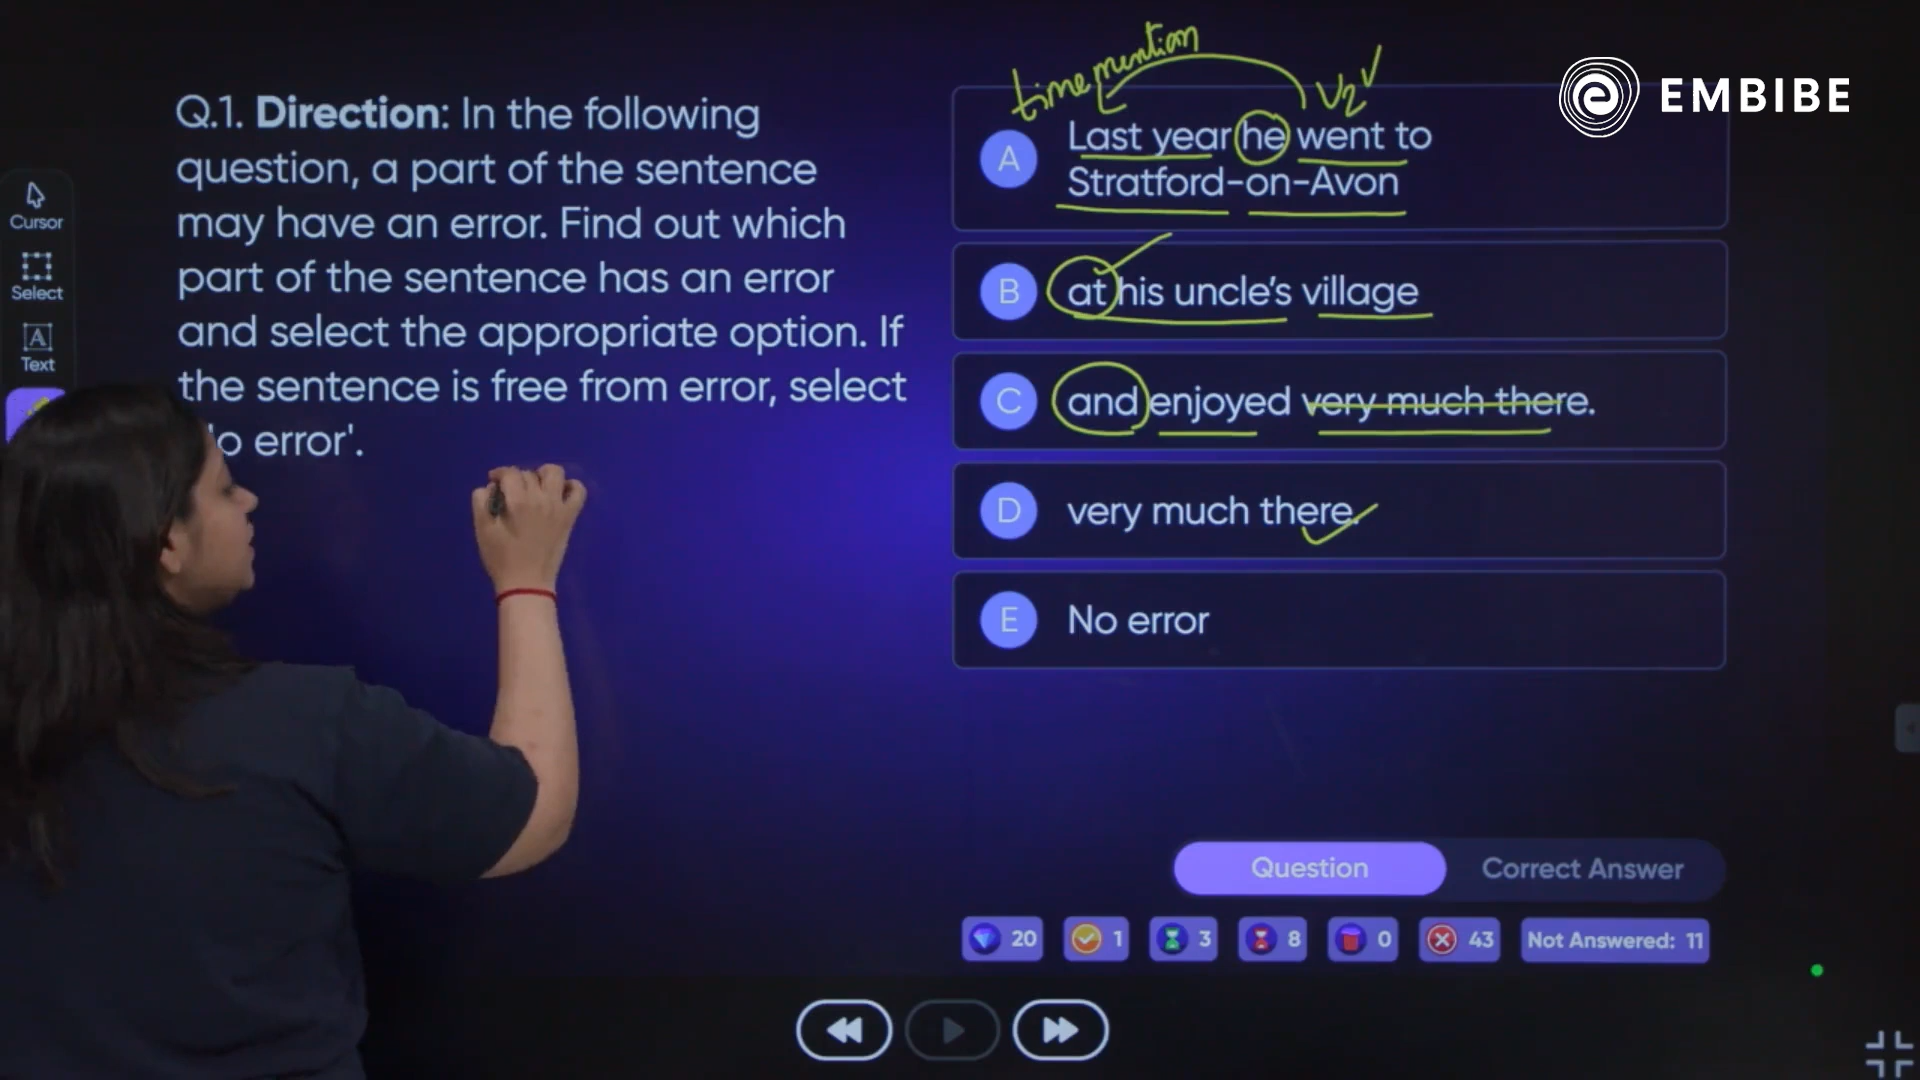 time mention
V2
EMBIBE
Q.1. Direction: In the following
question, a part of the sentence
may have an error. Find out which
part of the sentence has an error
and select the appropriate option. If
the sentence is free from error, select
o error'.
Cursor
Select
A
Text
A
Last year he went to
Stratford-on-Avon
B
at his uncle's village
C
and enjoyed very much there.
D
very much there.
E
No error
Question
Correct Answer
20
1
3
8
0
43
Not Answered: 11